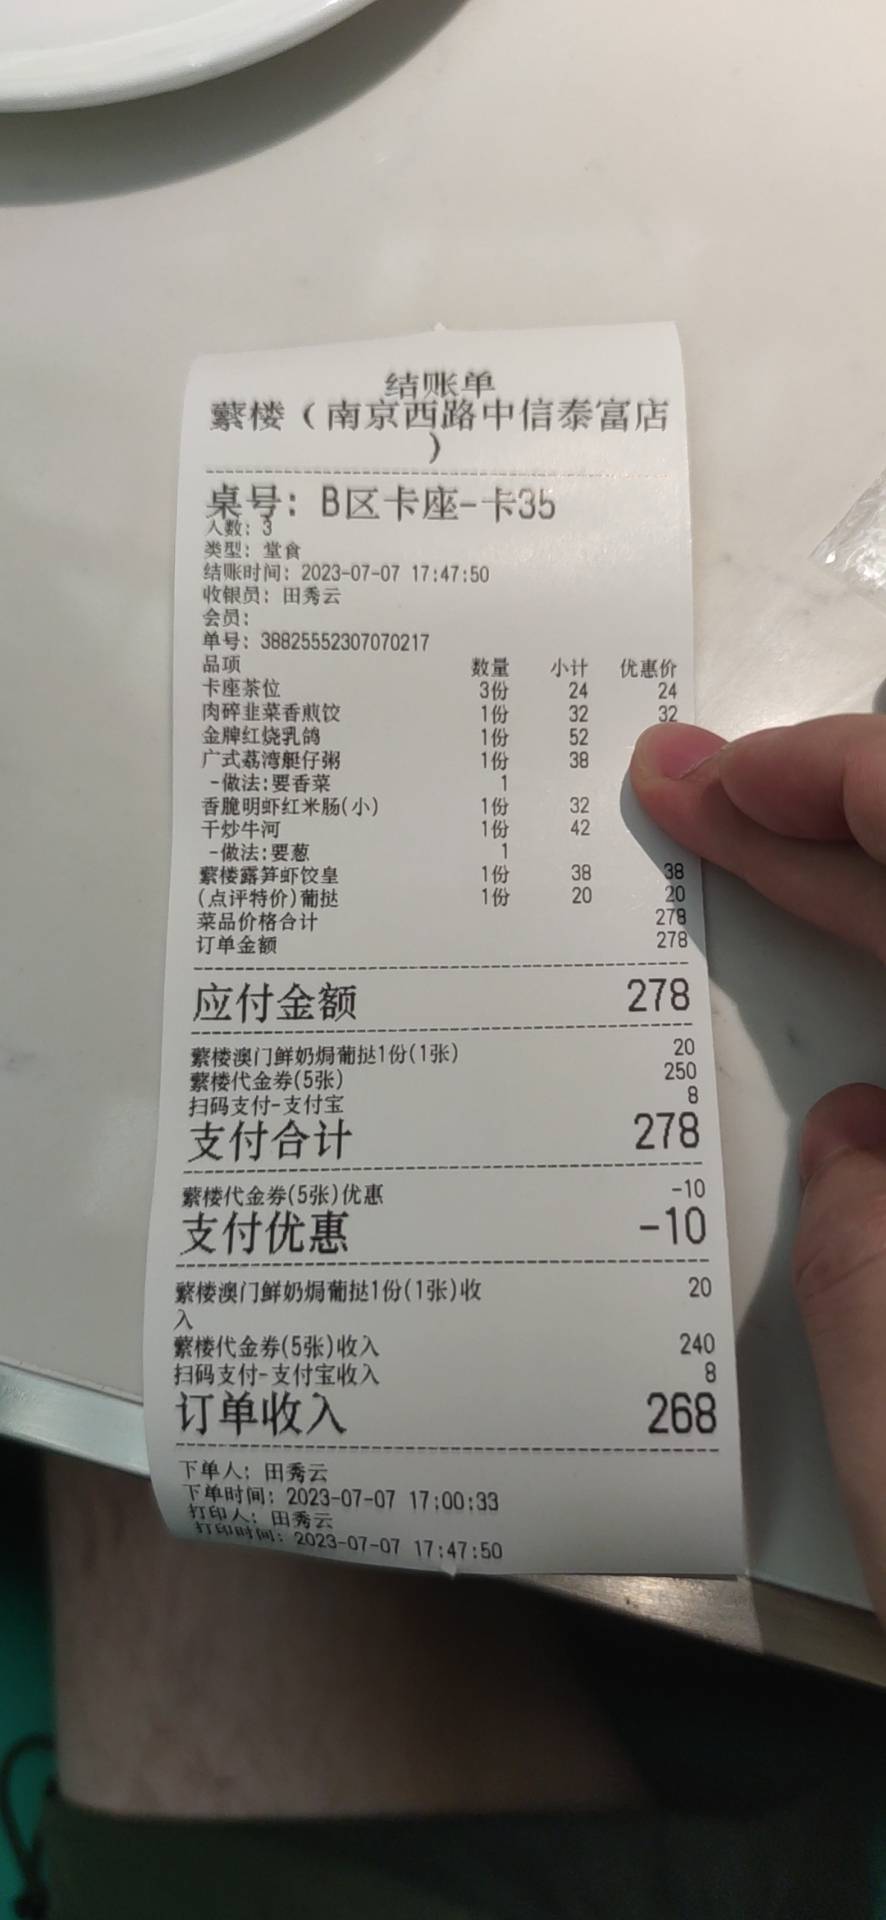 结账单
蘩楼（南京西路中信泰富店
）
桌号：B区卡座-卡35
人数：3
类型：堂食
结账时间：2023-07-07 17:47:50
收银员：田秀云
会员：
单号：38825552307070217
品项 数量 小计 优惠价
卡座茶位 3份 24 24
肉碎韭菜香煎饺 1份 32 32
金牌红烧乳鸽 1份 52
广式荔湾艇仔粥 1份 38
-做法:要香菜 1
香脆明虾红米肠(小) 1份 32
干炒牛河 1份 42
-做法:要葱 1
蘩楼露笋虾饺皇 1份 38 38
(点评特价)葡挞 1份 20 20
菜品价格合计 278
订单金额 278
应付金额 278
蘩楼澳门鲜奶焗葡挞1份(1张) 20
蘩楼代金券(5张) 250
扫码支付-支付宝 8
支付合计 278
蘩楼代金券(5张)优惠 -10
支付优惠 -10
蘩楼澳门鲜奶焗葡挞1份(1张)收 20
入
蘩楼代金券(5张)收入 240
扫码支付-支付宝收入 8
订单收入 268
下单人：田秀云
下单时间：2023-07-07 17:00:33
打印人：田秀云
打印时间：2023-07-07 17:47:50